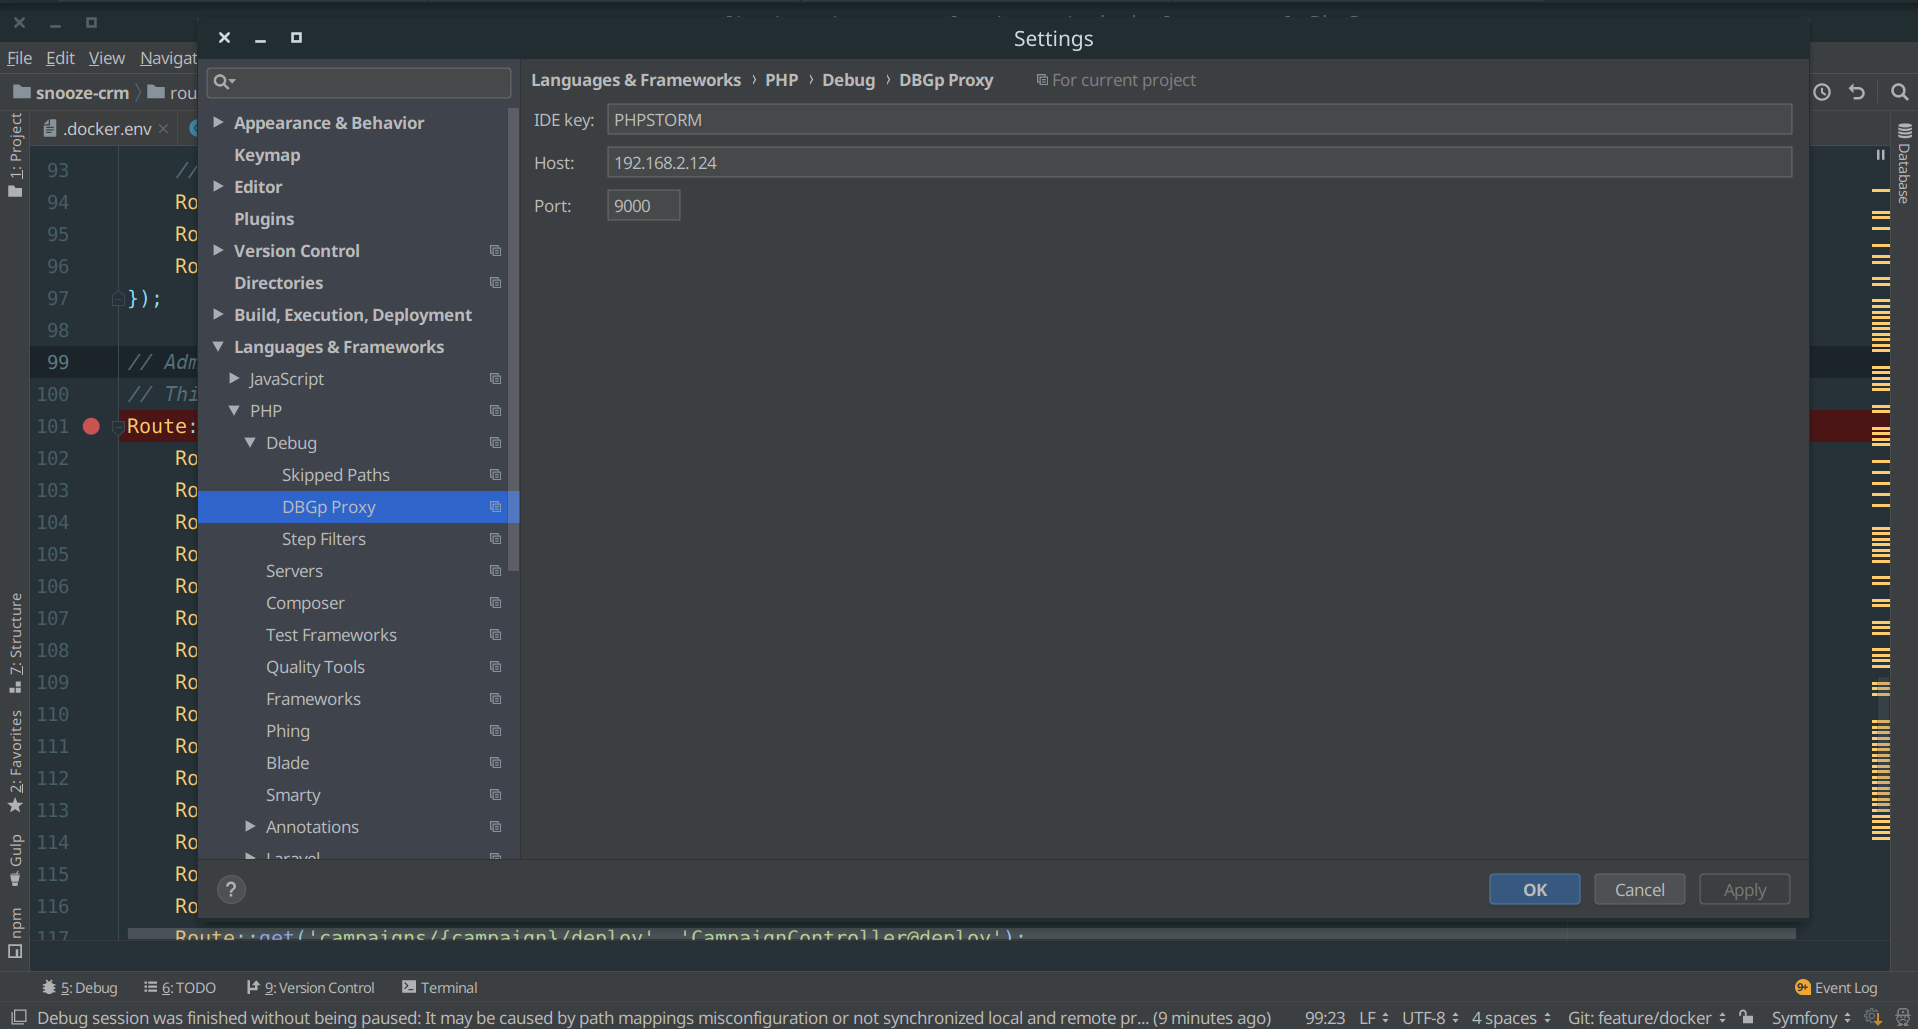 Settings
File Edit View Navigat
snooze-crm rou
.docker.env
Languages & Frameworks › PHP › Debug › DBGp Proxy For current project
IDE key: PHPSTORM
Host: 192.168.2.124
Port: 9000
Appearance & Behavior
Keymap
Editor
Plugins
Version Control
Directories
Build, Execution, Deployment
Languages & Frameworks
JavaScript
PHP
Debug
Skipped Paths
DBGp Proxy
Step Filters
Servers
Composer
Test Frameworks
Quality Tools
Frameworks
Phing
Blade
Smarty
Annotations
Laravel
? OK Cancel Apply
1: Project
7: Structure
2: Favorites
Gulp
npm
Database
93 //
94 Ro
95 Ro
96 Ro
97 });
98
99 // Adm
100 // Thi
101 Route:
102 Ro
103 Ro
104 Ro
105 Ro
106 Ro
107 Ro
108 Ro
109 Ro
110 Ro
111 Ro
112 Ro
113 Ro
114 Ro
115 Ro
116 Ro
117 Route::get('campaigns/{campaign}/deploy', 'CampaignController@deploy');
5: Debug 6: TODO 9: Version Control Terminal 9+ Event Log
Debug session was finished without being paused: It may be caused by path mappings misconfiguration or not synchronized local and remote pr... (9 minutes ago) 99:23 LF UTF-8 4 spaces Git: feature/docker Symfony